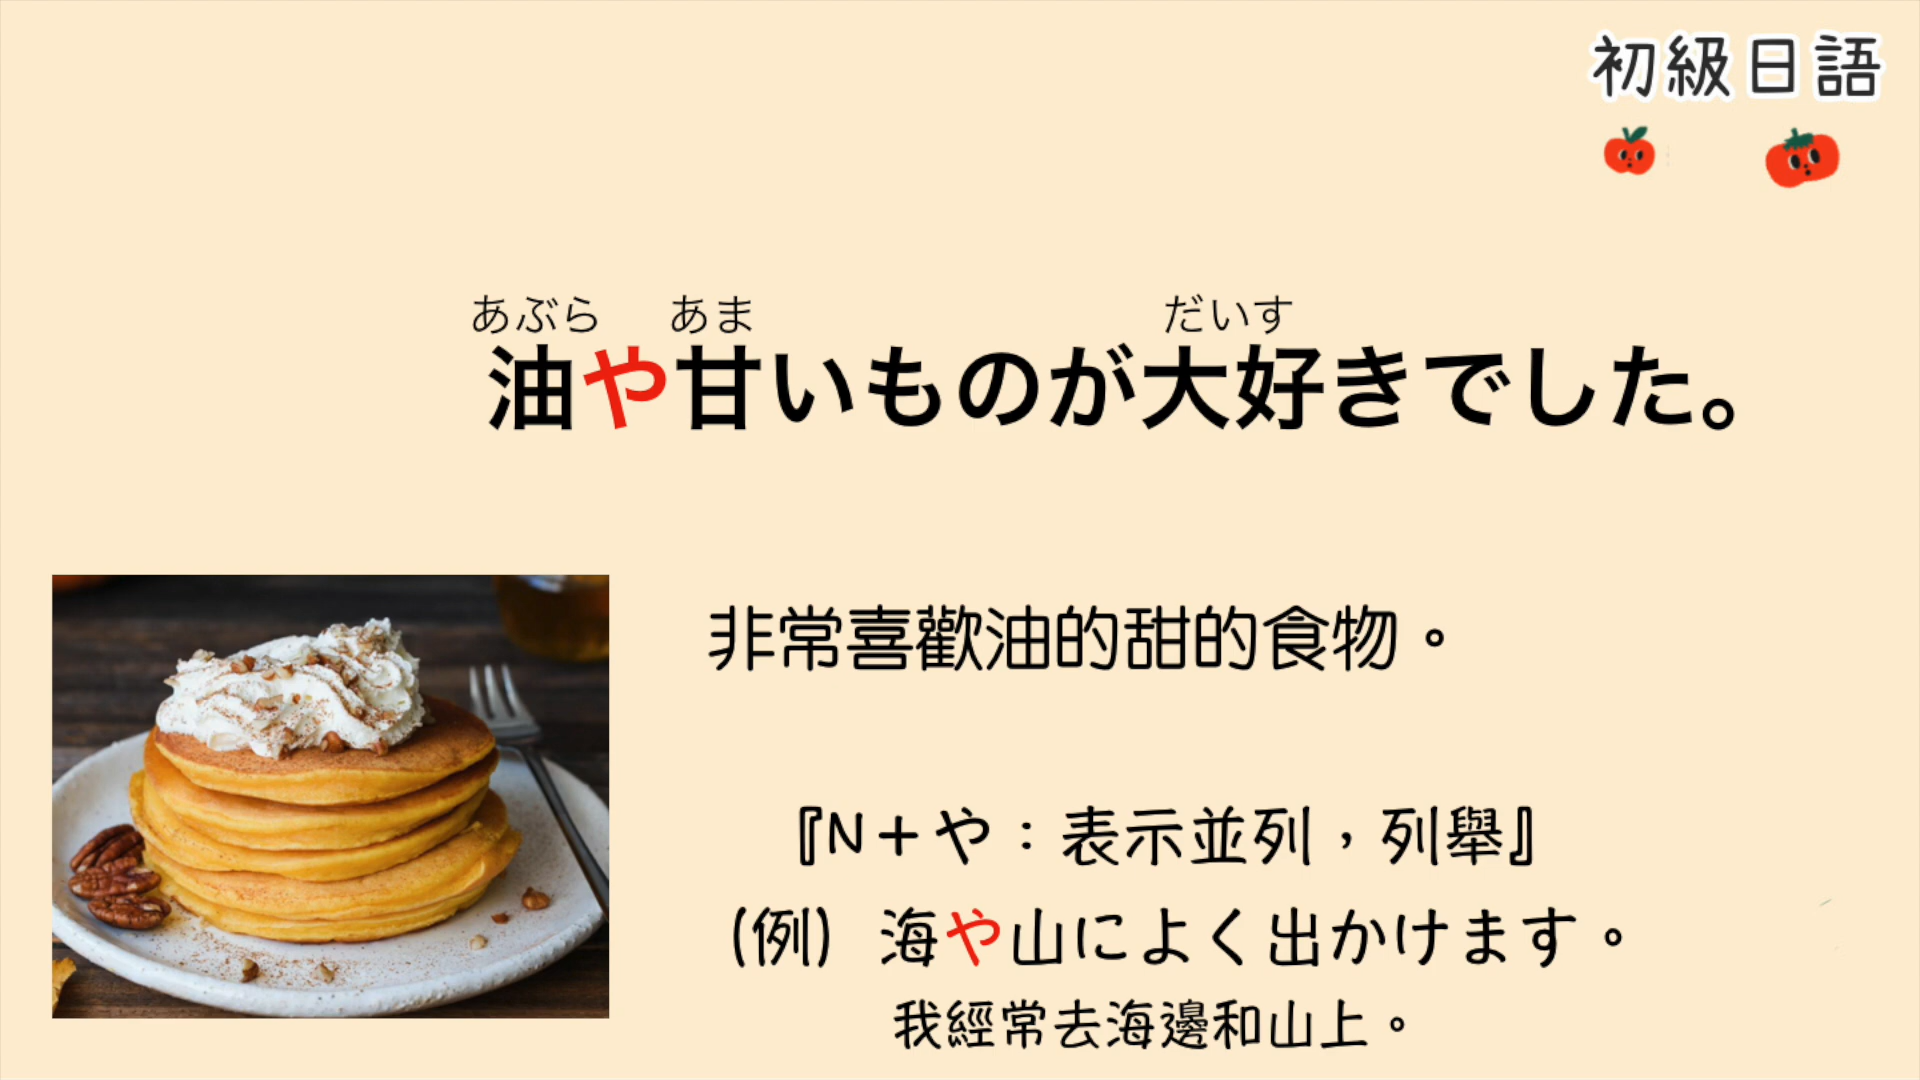 初級日語
あぶら あま だいす
油や甘いものが大好きでした。
非常喜歡油的甜的食物。
『N＋や：表示並列，列舉』
（例） 海や山によく出かけます。
我經常去海邊和山上。